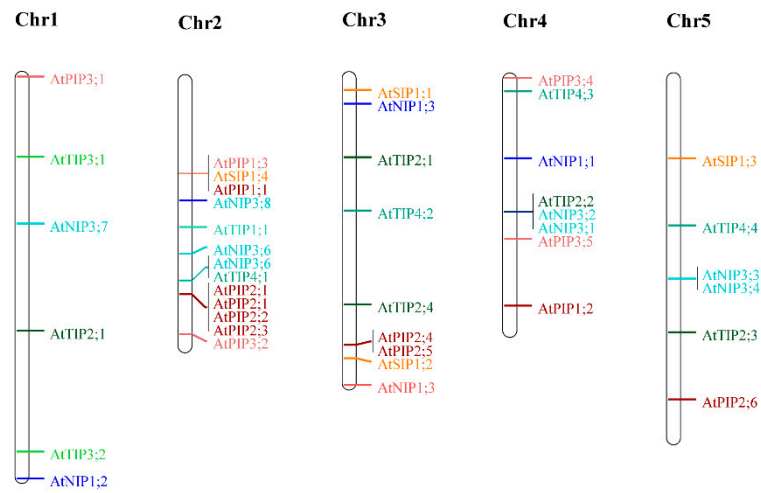 Chr1
AtPIP3;1
AtTIP3;1
AtNIP3;7
AtTIP2;1
AtTIP3;2
AtNIP1;2
Chr2
AtPIP1;3
AtSIP1;4
AtPIP1;1
AtNIP3;8
AtTIP1;1
AtNIP3;6
AtNIP3;6
AtTIP4;1
AtPIP2;1
AtPIP2;1
AtPIP2;2
AtPIP2;3
AtPIP3;2
Chr3
AtSIP1;1
AtNIP1;3
AtTIP2;1
AtTIP4;2
AtTIP2;4
AtPIP2;4
AtPIP2;5
AtSIP1;2
AtNIP1;3
Chr4
AtPIP3;4
AtTIP4;3
AtNIP1;1
AtTIP2;2
AtNIP3;2
AtNIP3;1
AtPIP3;5
AtPIP1;2
Chr5
AtSIP1;3
AtTIP4;4
AtNIP3;3
AtNIP3;4
AtTIP2;3
AtPIP2;6